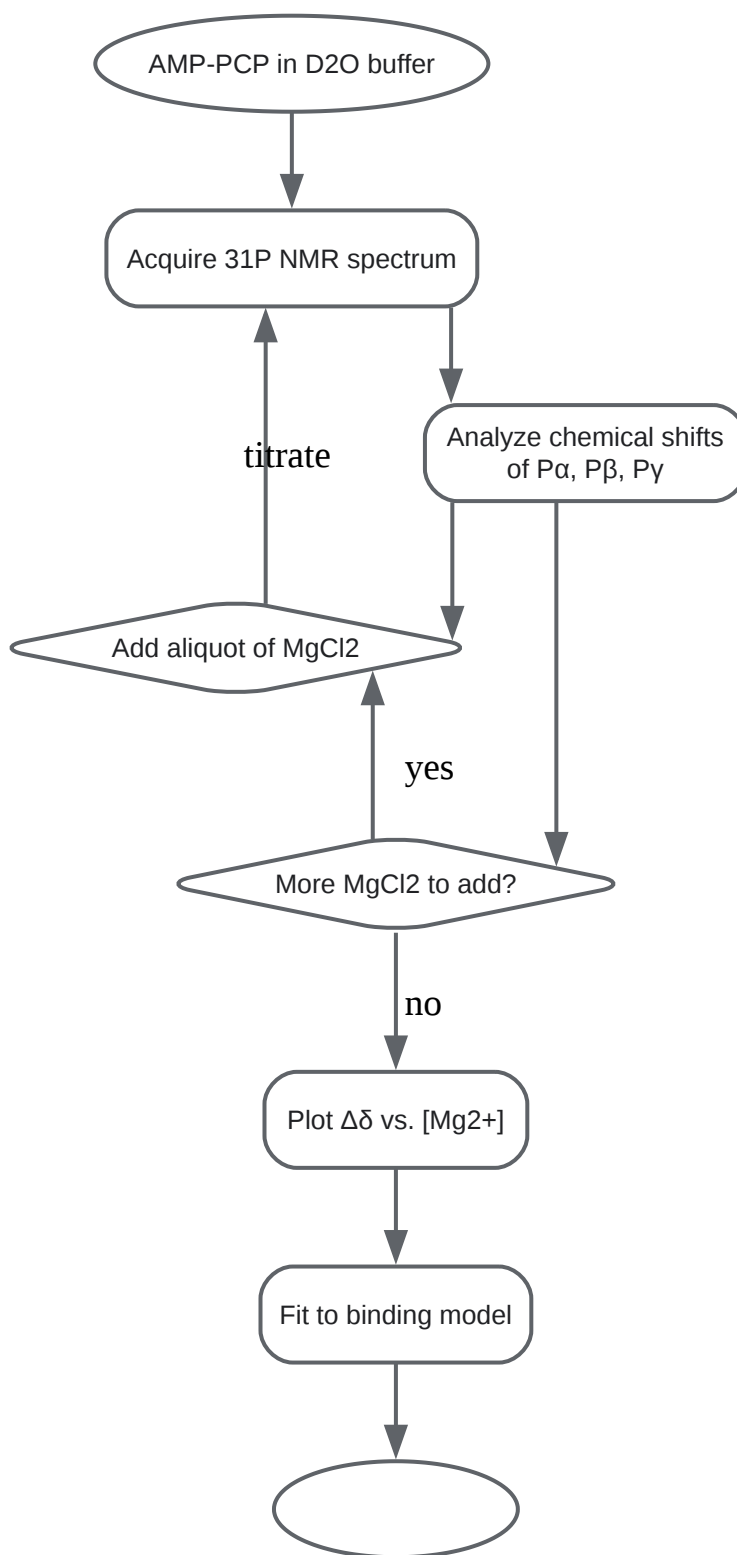 AMP-PCP in D2O buffer
Acquire 31P NMR spectrum
Analyze chemical shifts
of Pα, Pβ, Pγ
titrate
Add aliquot of MgCl2
yes
More MgCl2 to add?
no
Plot Δδ vs. [Mg2+]
Fit to binding model